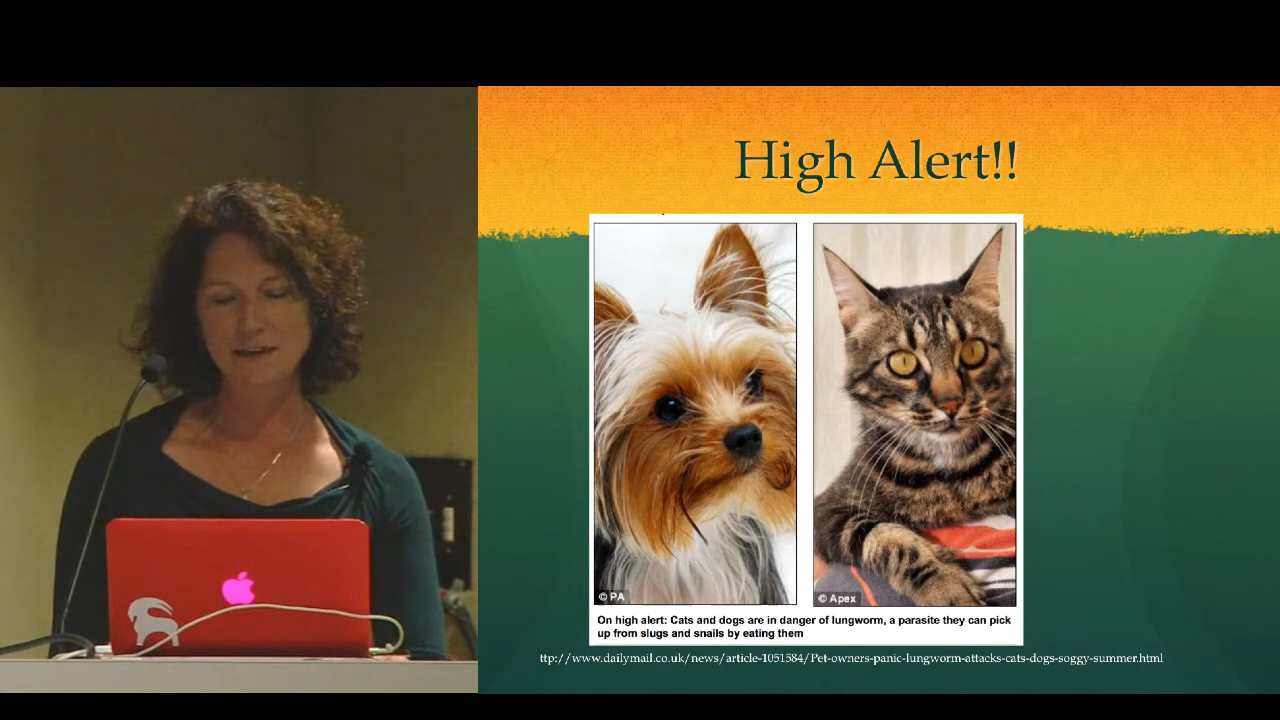 High Alert!!
© PA
© Apex
On high alert: Cats and dogs are in danger of lungworm, a parasite they can pick
up from slugs and snails by eating them
ttp://www.dailymail.co.uk/news/article-1051584/Pet-owners-panic-lungworm-attacks-cats-dogs-soggy-summer.html